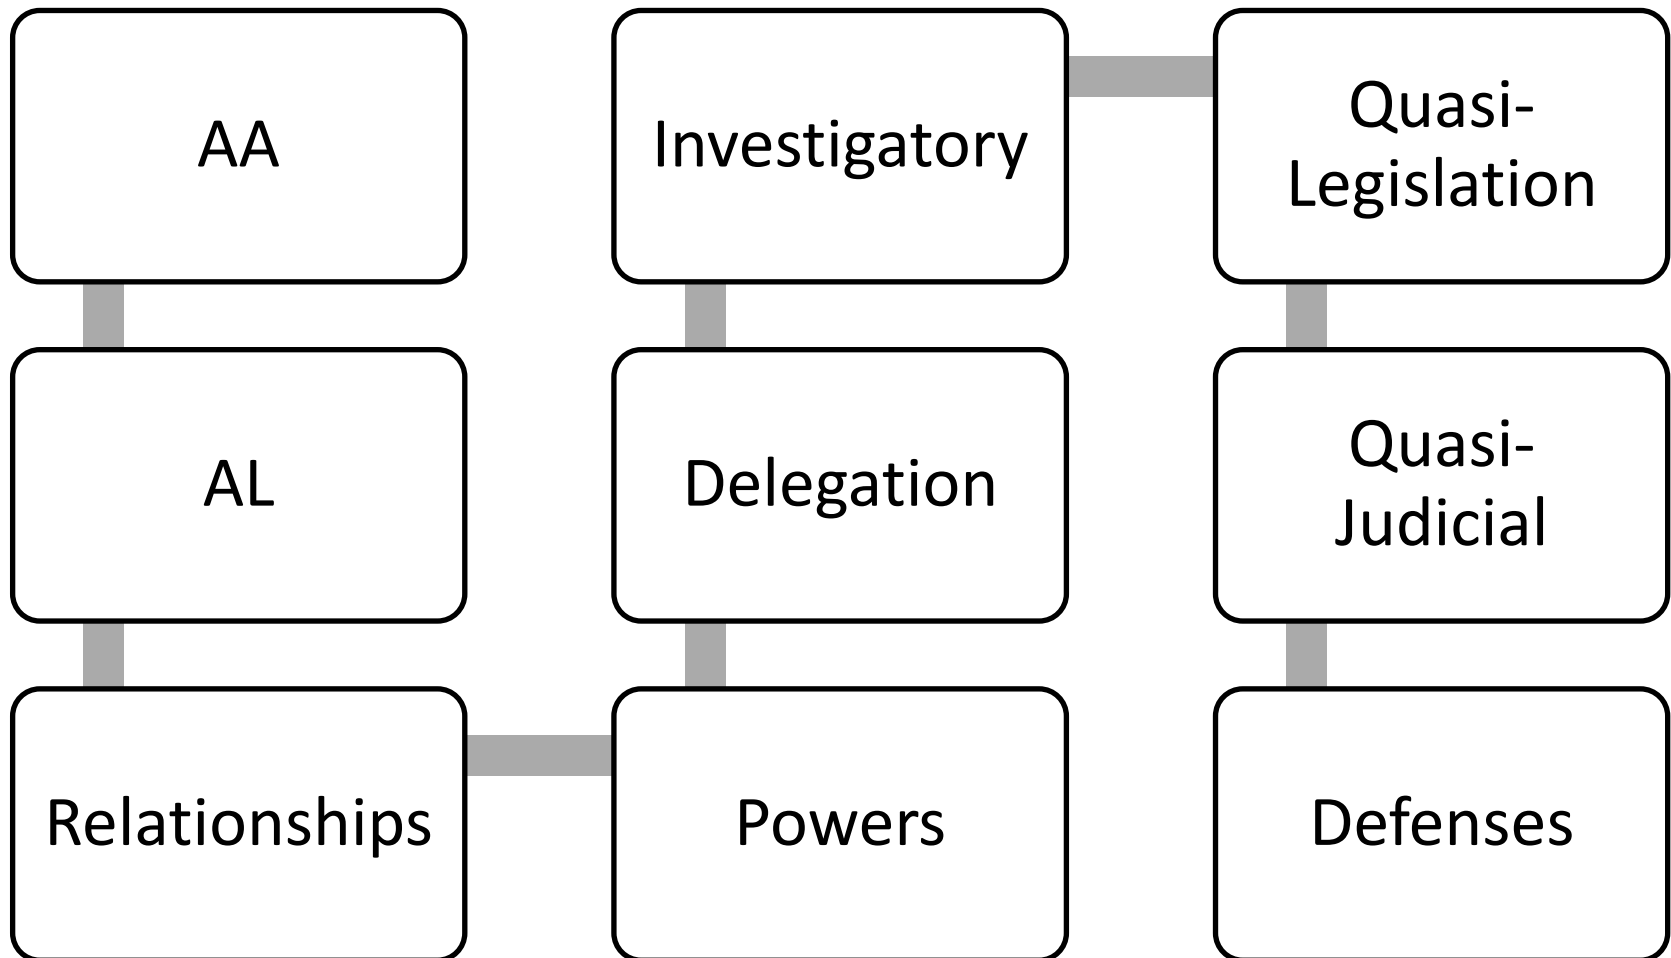 AA
AL
Relationships
Powers
Delegation
Investigatory
Quasi-
Legislation
Quasi-
Judicial
Defenses